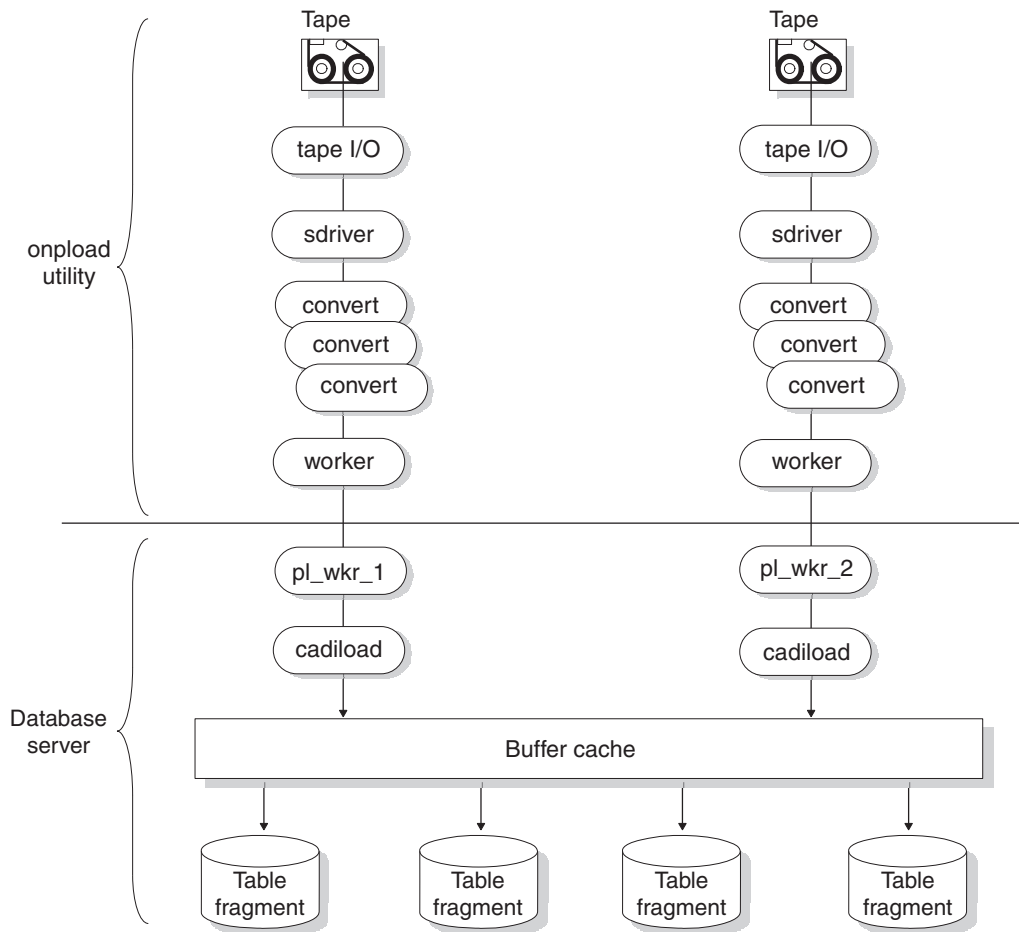 Tape
Tape
tape I/O
tape I/O
sdriver
sdriver
onpload
utility
convert
convert
convert
convert
convert
convert
worker
worker
pl_wkr_1
pl_wkr_2
cadiload
cadiload
Database
server
Buffer cache
Table
fragment
Table
fragment
Table
fragment
Table
fragment